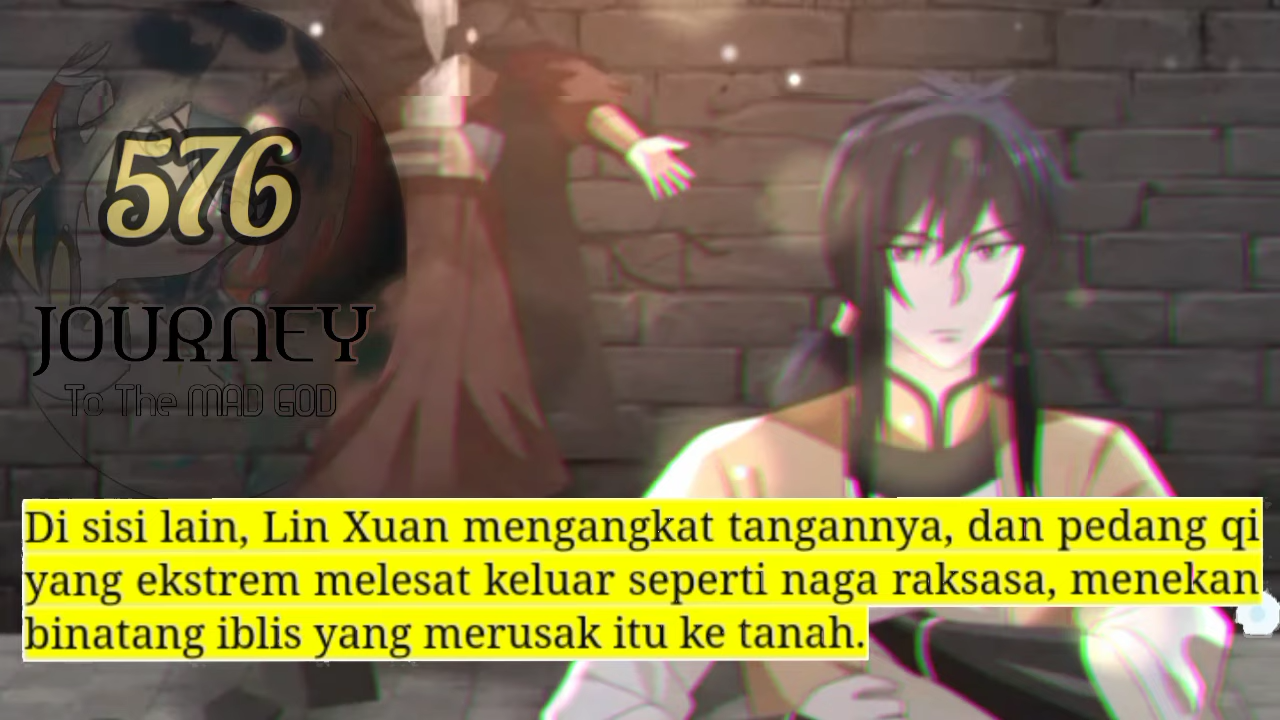 576
JOURNEY
To The MAD GOD
Di sisi lain, Lin Xuan mengangkat tangannya, dan pedang qi
yang ekstrem melesat keluar seperti naga raksasa, menekan
binatang iblis yang merusak itu ke tanah.